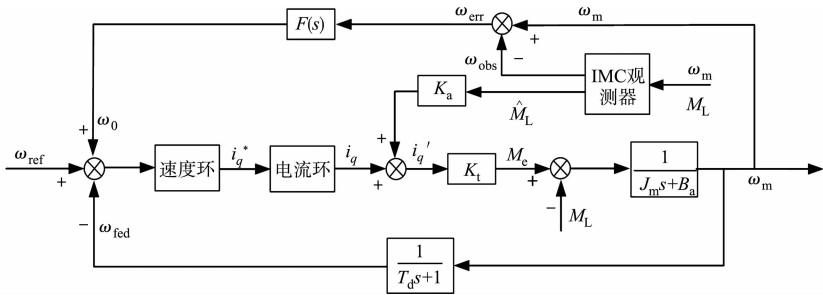 F(s)
ω_err
ω_m
+
−
ω_obs
IMC观
测器
ω_m
M_L
K_a
M̂_L
+
ω_0
+
ω_ref
+
速度环
i_q^*
电流环
i_q
+
i_q′
K_t
M_e
+
−
M_L
1
J_m s+B_a
ω_m
−
ω_fed
1
T_d s+1